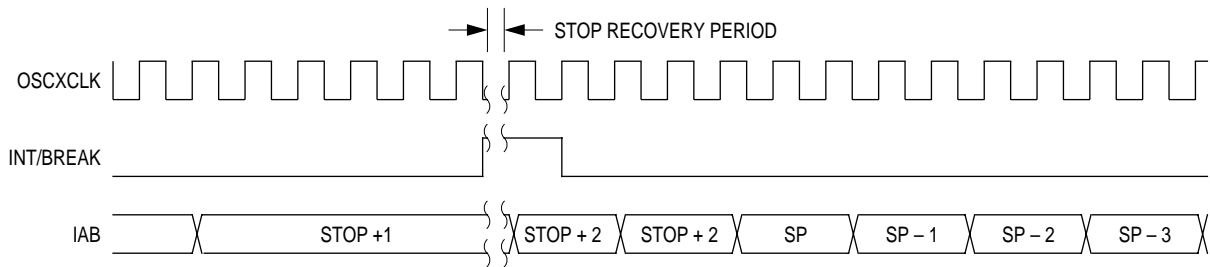 STOP RECOVERY PERIOD
OSCXCLK
INT/BREAK
IAB
STOP +1
STOP + 2
STOP + 2
SP
SP – 1
SP – 2
SP – 3